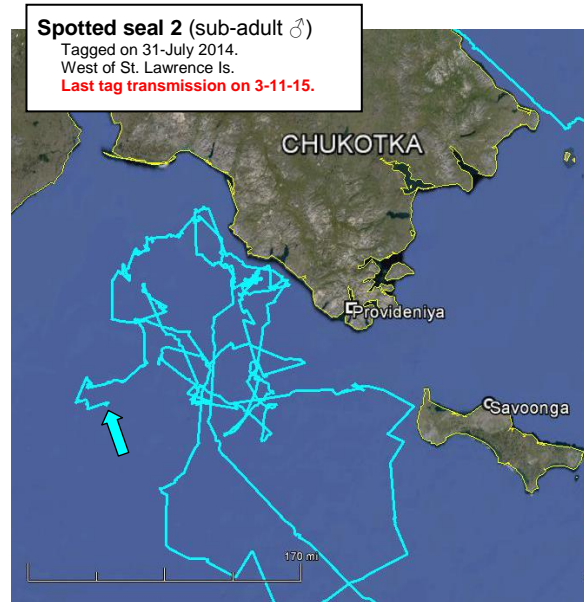 Spotted seal 2 (sub-adult ♂)
Tagged on 31-July 2014.
West of St. Lawrence Is.
Last tag transmission on 3-11-15.
CHUKOTKA
Provideniya
Savoonga
170 mi